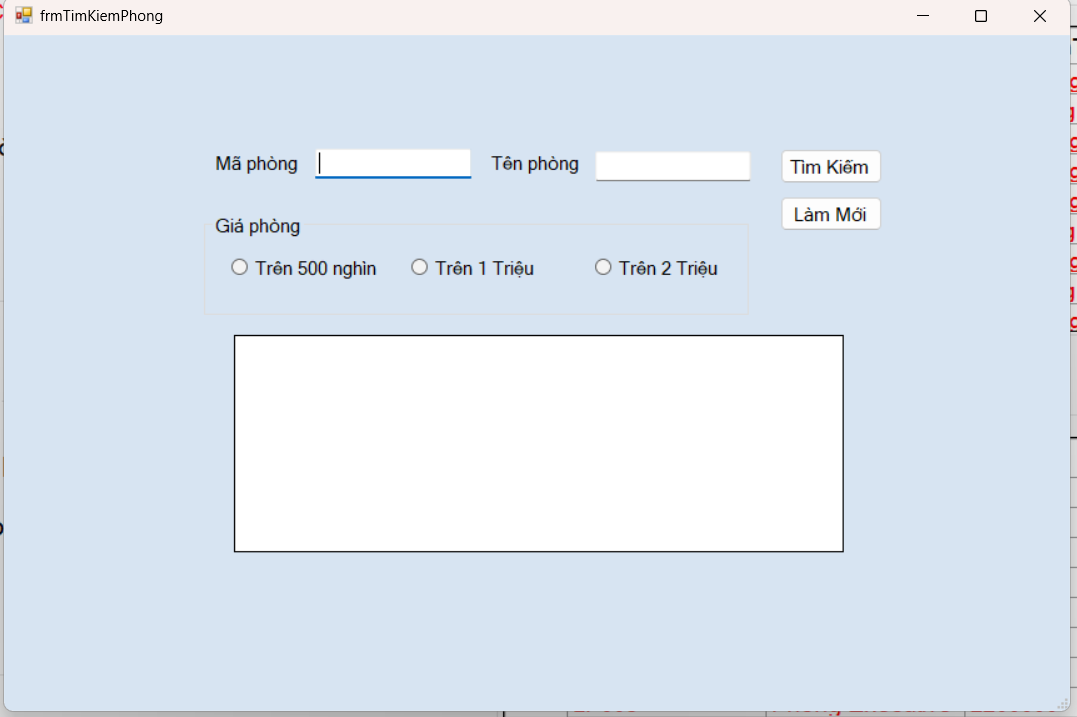 frmTimKiemPhong
Mã phòng
Tên phòng
Tìm Kiếm
Làm Mới
Giá phòng
Trên 500 nghìn
Trên 1 Triệu
Trên 2 Triệu